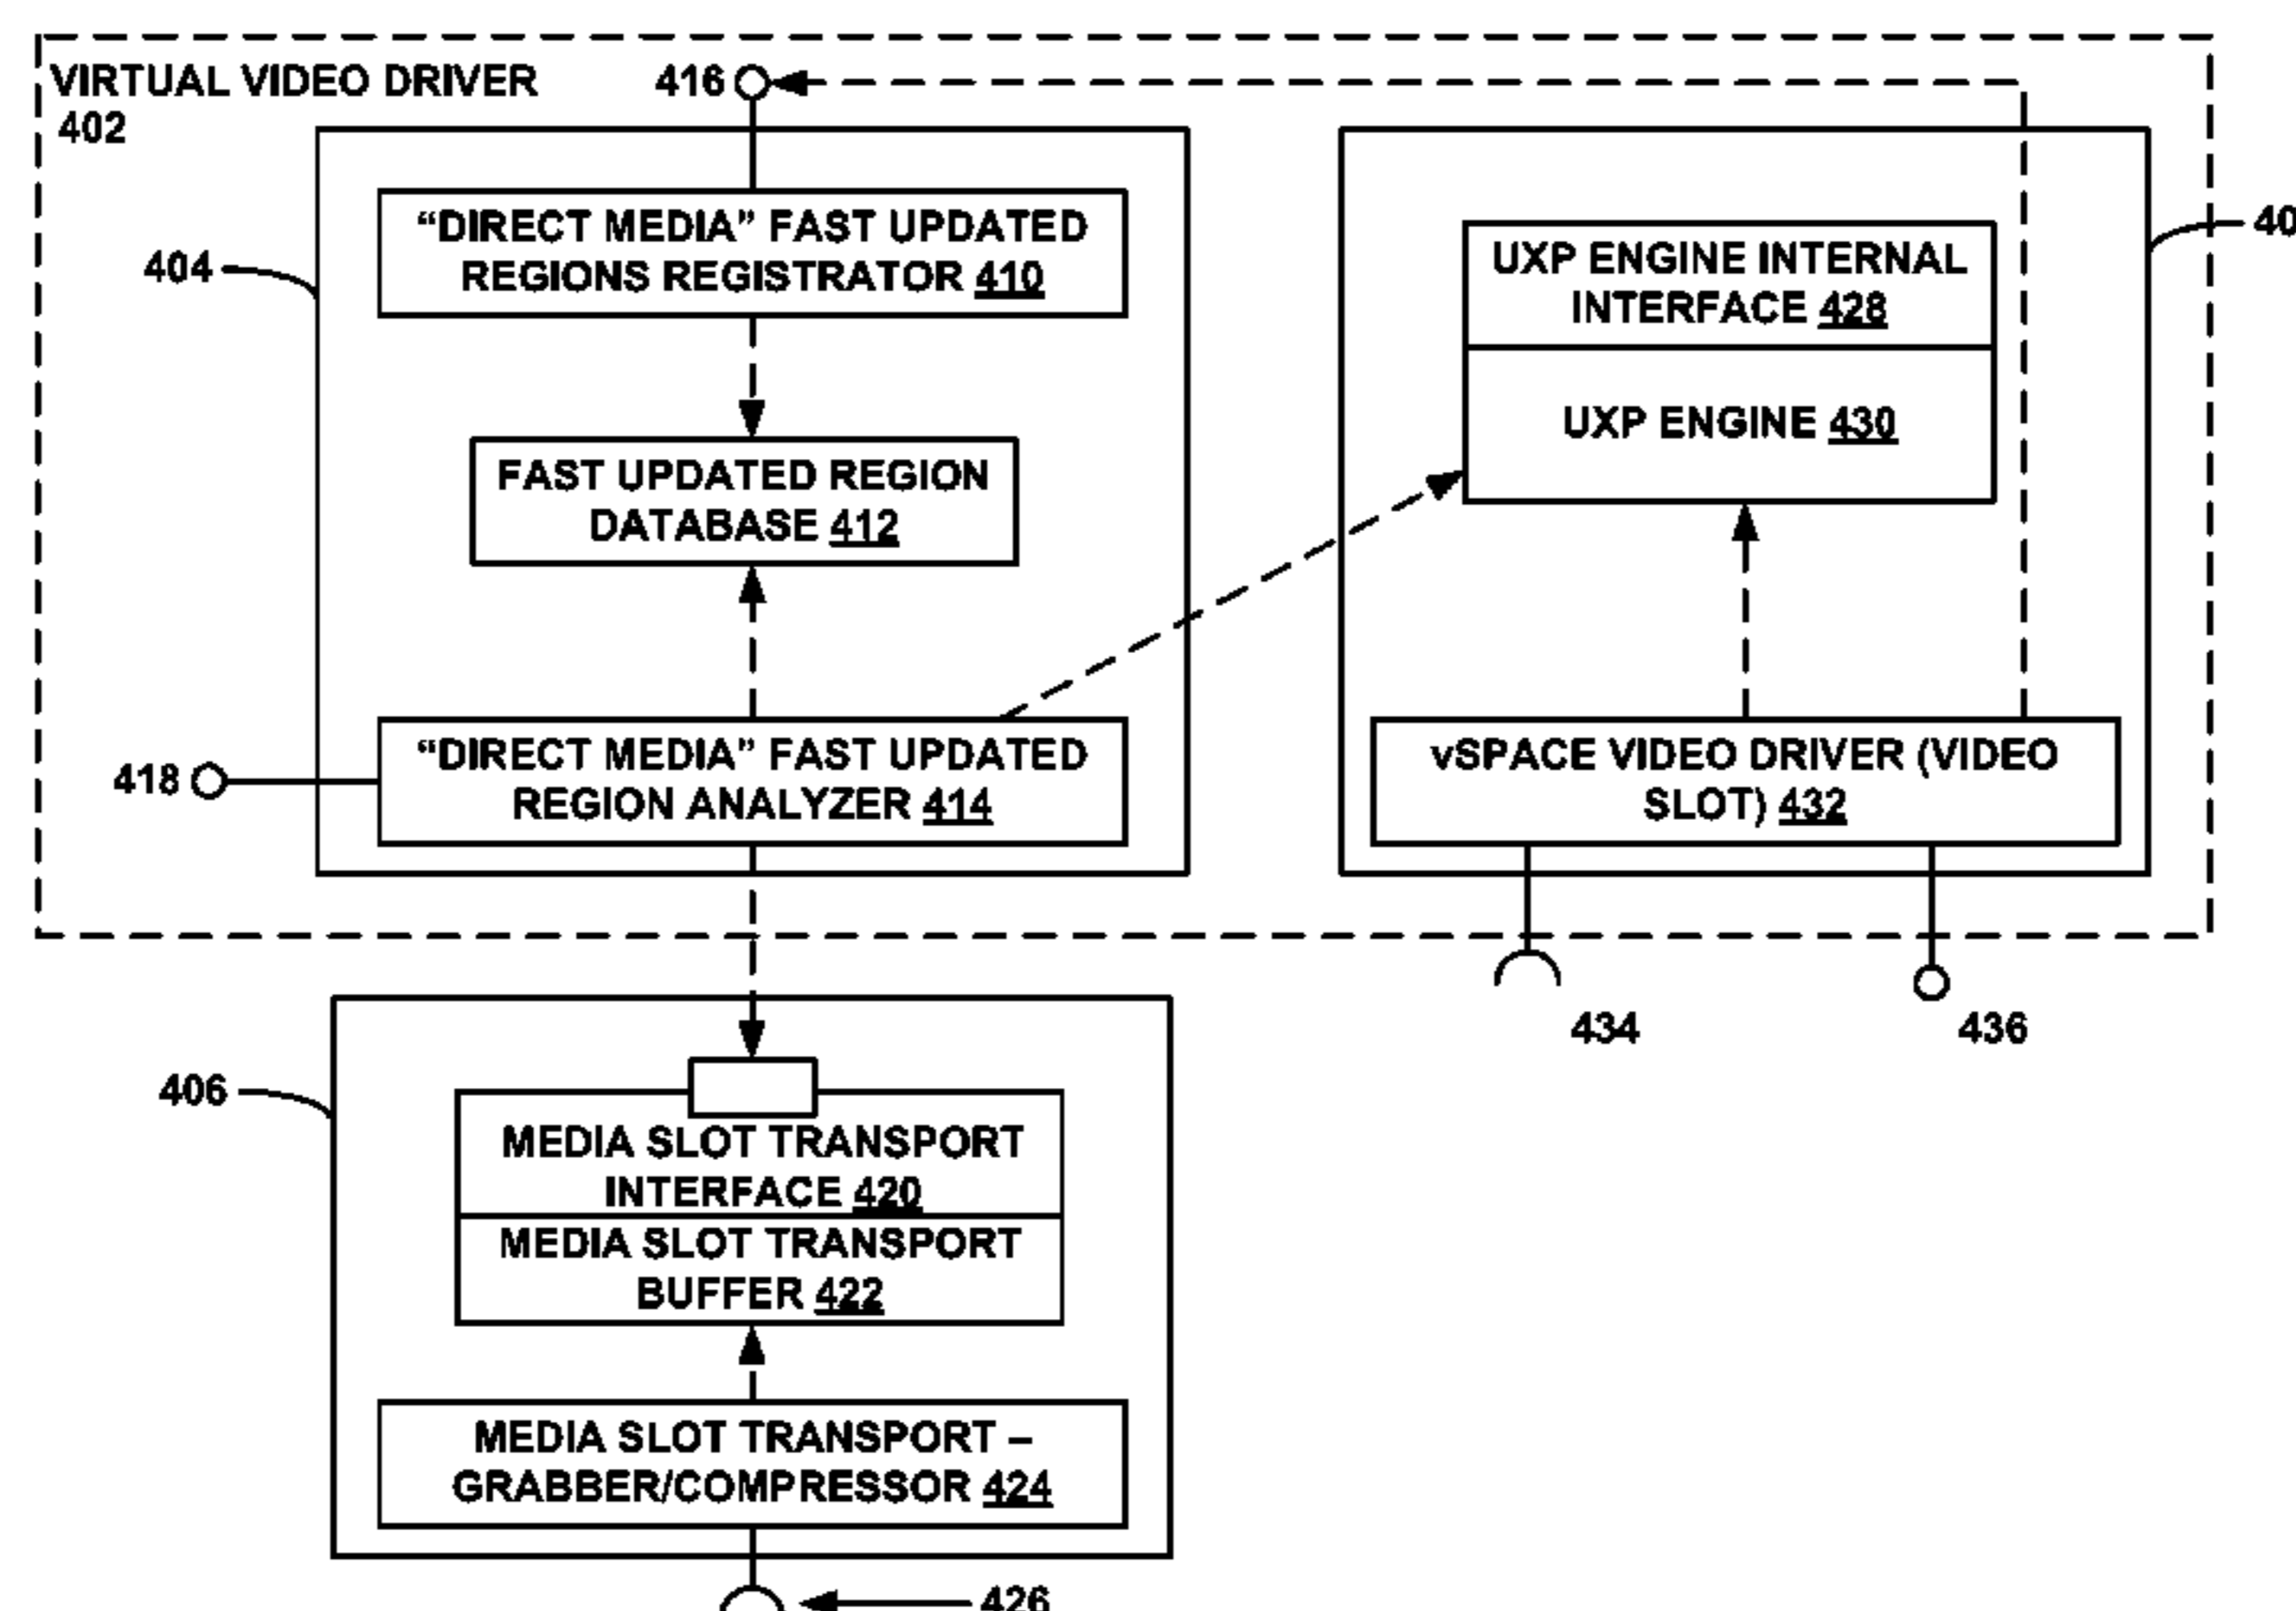 VIRTUAL VIDEO DRIVER
402
416
404
"DIRECT MEDIA" FAST UPDATED
REGIONS REGISTRATOR 410
FAST UPDATED REGION
DATABASE 412
418
"DIRECT MEDIA" FAST UPDATED
REGION ANALYZER 414
UXP ENGINE INTERNAL
INTERFACE 428
UXP ENGINE 430
vSPACE VIDEO DRIVER (VIDEO
SLOT) 432
434
436
406
MEDIA SLOT TRANSPORT
INTERFACE 420
MEDIA SLOT TRANSPORT
BUFFER 422
MEDIA SLOT TRANSPORT –
GRABBER/COMPRESSOR 424
426